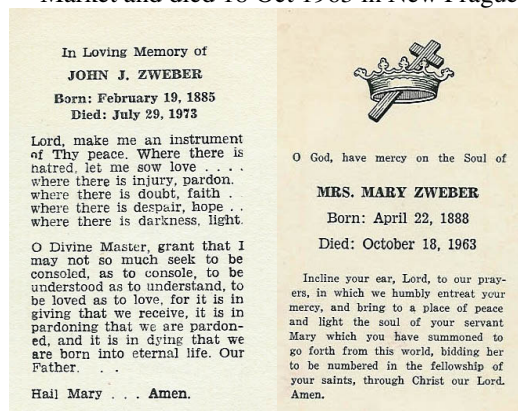 Market and died 18 Oct 1963 in New Prague
In Loving Memory of
JOHN J. ZWEBER
Born: February 19, 1885
Died: July 29, 1973
Lord, make me an instrument
of Thy peace. Where there is
hatred, let me sow love . . . .
where there is injury, pardon.
where there is doubt, faith .
where there is despair, hope . .
where there is darkness, light.
O Divine Master, grant that I
may not so much seek to be
consoled, as to console, to be
understood as to understand, to
be loved as to love, for it is in
giving that we receive, it is in
pardoning that we are pardon-
ed, and it is in dying that we
are born into eternal life. Our
Father. . .
Hail Mary . . . Amen.
O God, have mercy on the Soul of
MRS. MARY ZWEBER
Born: April 22, 1888
Died: October 18, 1963
Incline your ear, Lord, to our pray-
ers, in which we humbly entreat your
mercy, and bring to a place of peace
and light the soul of your servant
Mary which you have summoned to
go forth from this world, bidding her
to be numbered in the fellowship of
your saints, through Christ our Lord.
Amen.